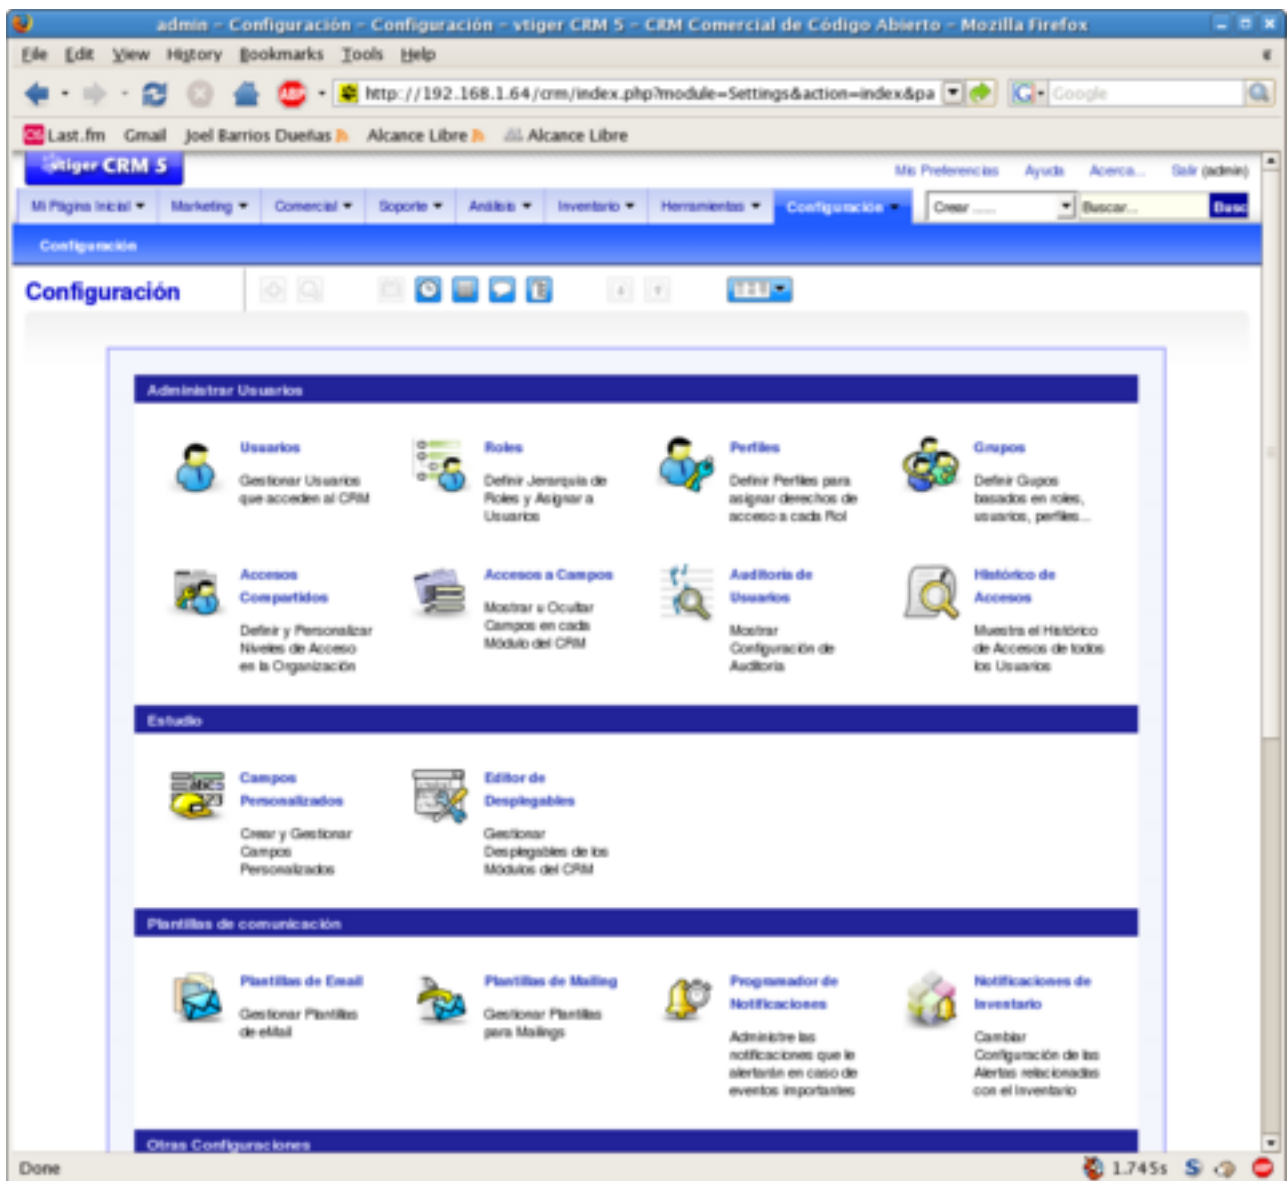 admin – Configuración – Configuración – vtiger CRM 5 – CRM Comercial de Código Abierto – Mozilla Firefox
File Edit View History Bookmarks Tools Help
http://192.168.1.64/crm/index.php?module=Settings&action=index&pa
Google
Last.fm Gmail Joel Barrios Dueñas Alcance Libre Alcance Libre
vtiger CRM 5
Mis Preferencias Ayuda Acerca... Salir (admin)
Mi Página Inicial Marketing Comercial Soporte Análisis Inventario Herramientas Configuración Crear ...... Buscar... Busc
Configuración
Configuración
Administrar Usuarios
Usuarios
Gestionar Usuarios
que acceden al CRM
Roles
Definir Jerarquía de
Roles y Asignar a
Usuarios
Perfiles
Definir Perfiles para
asignar derechos de
acceso a cada Rol
Grupos
Definir Gupos
basados en roles,
usuarios, perfiles...
Accesos
Compartidos
Definir y Personalizar
Niveles de Acceso
en la Organización
Accesos a Campos
Mostrar u Ocultar
Campos en cada
Módulo del CRM
Auditoría de
Usuarios
Mostrar
Configuración de
Auditoría
Histórico de
Accesos
Muestra el Histórico
de Accesos de todos
los Usuarios
Estudio
Campos
Personalizados
Crear y Gestionar
Campos
Personalizados
Editor de
Desplegables
Gestionar
Desplegables de los
Módulos del CRM
Plantillas de comunicación
Plantillas de Email
Gestionar Plantillas
de eMail
Plantillas de Mailing
Gestionar Plantillas
para Mailings
Programador de
Notificaciones
Administre las
notificaciones que le
alertarán en caso de
eventos importantes
Notificaciones de
Inventario
Cambiar
Configuración de las
Alertas relacionadas
con el Inventario
Otras Configuraciones
Done 1.745s